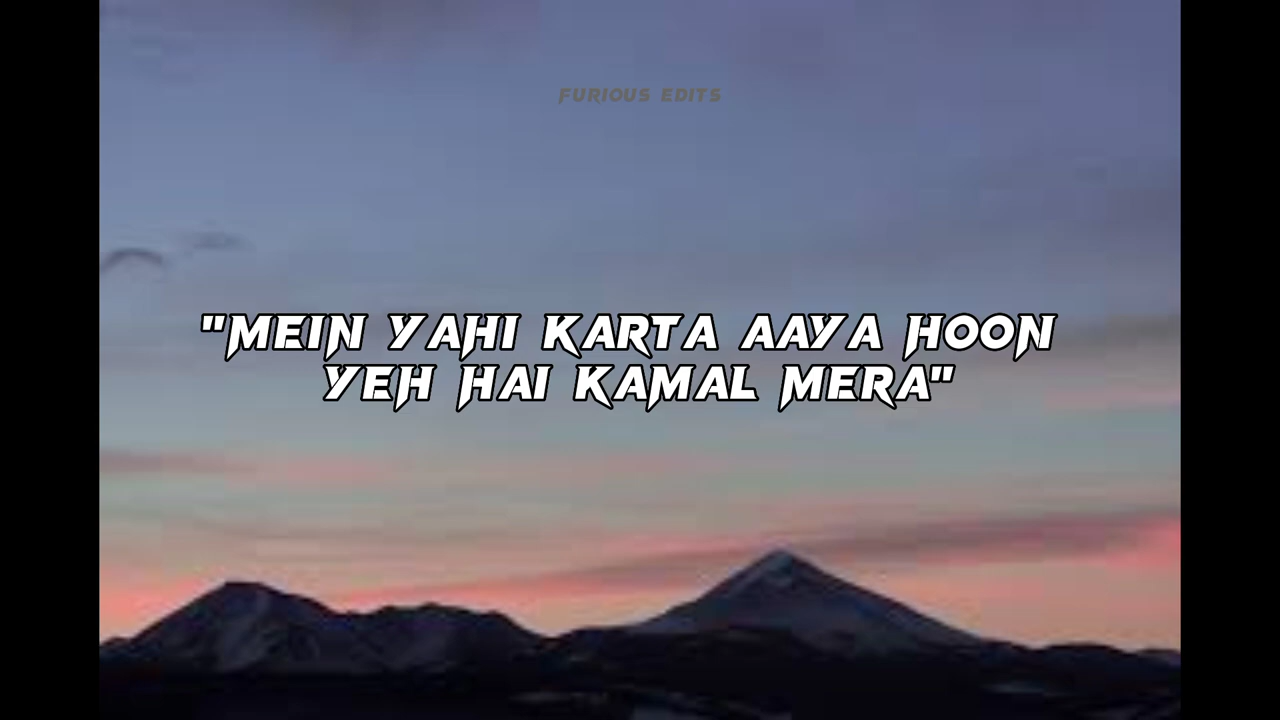 FURIOUS EDITS
"MEIN YAHI KARTA AAYA HOON
YEH HAI KAMAL MERA"